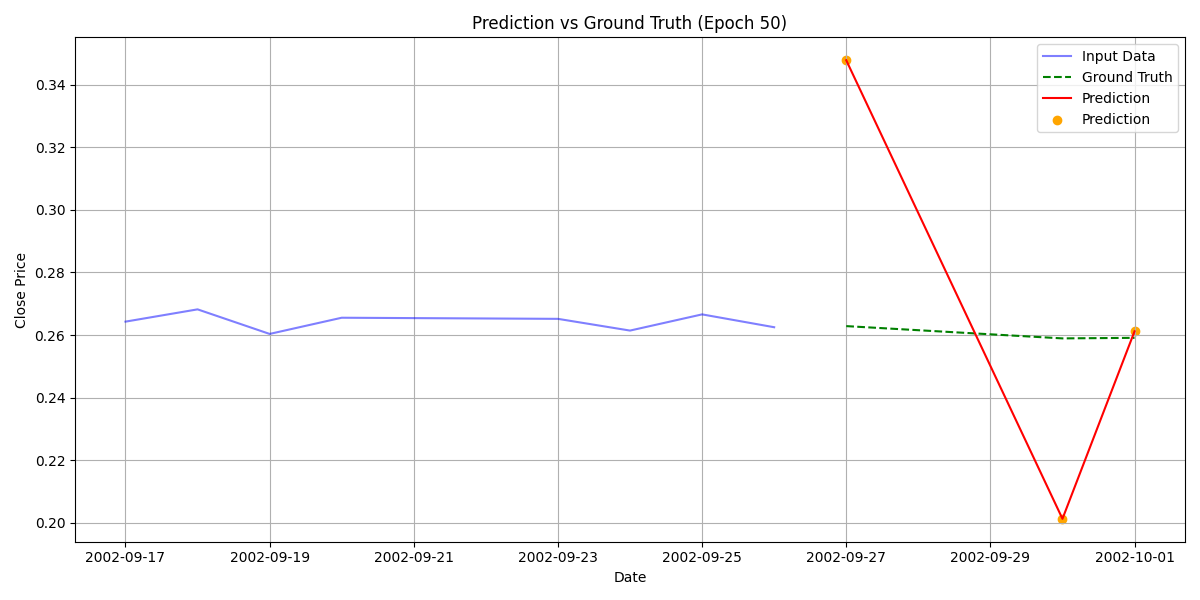 Prediction vs Ground Truth (Epoch 50)
Input Data
Ground Truth
Prediction
Prediction
Close Price
0.34
0.32
0.30
0.28
0.26
0.24
0.22
0.20
2002-09-17
2002-09-19
2002-09-21
2002-09-23
2002-09-25
2002-09-27
2002-09-29
2002-10-01
Date